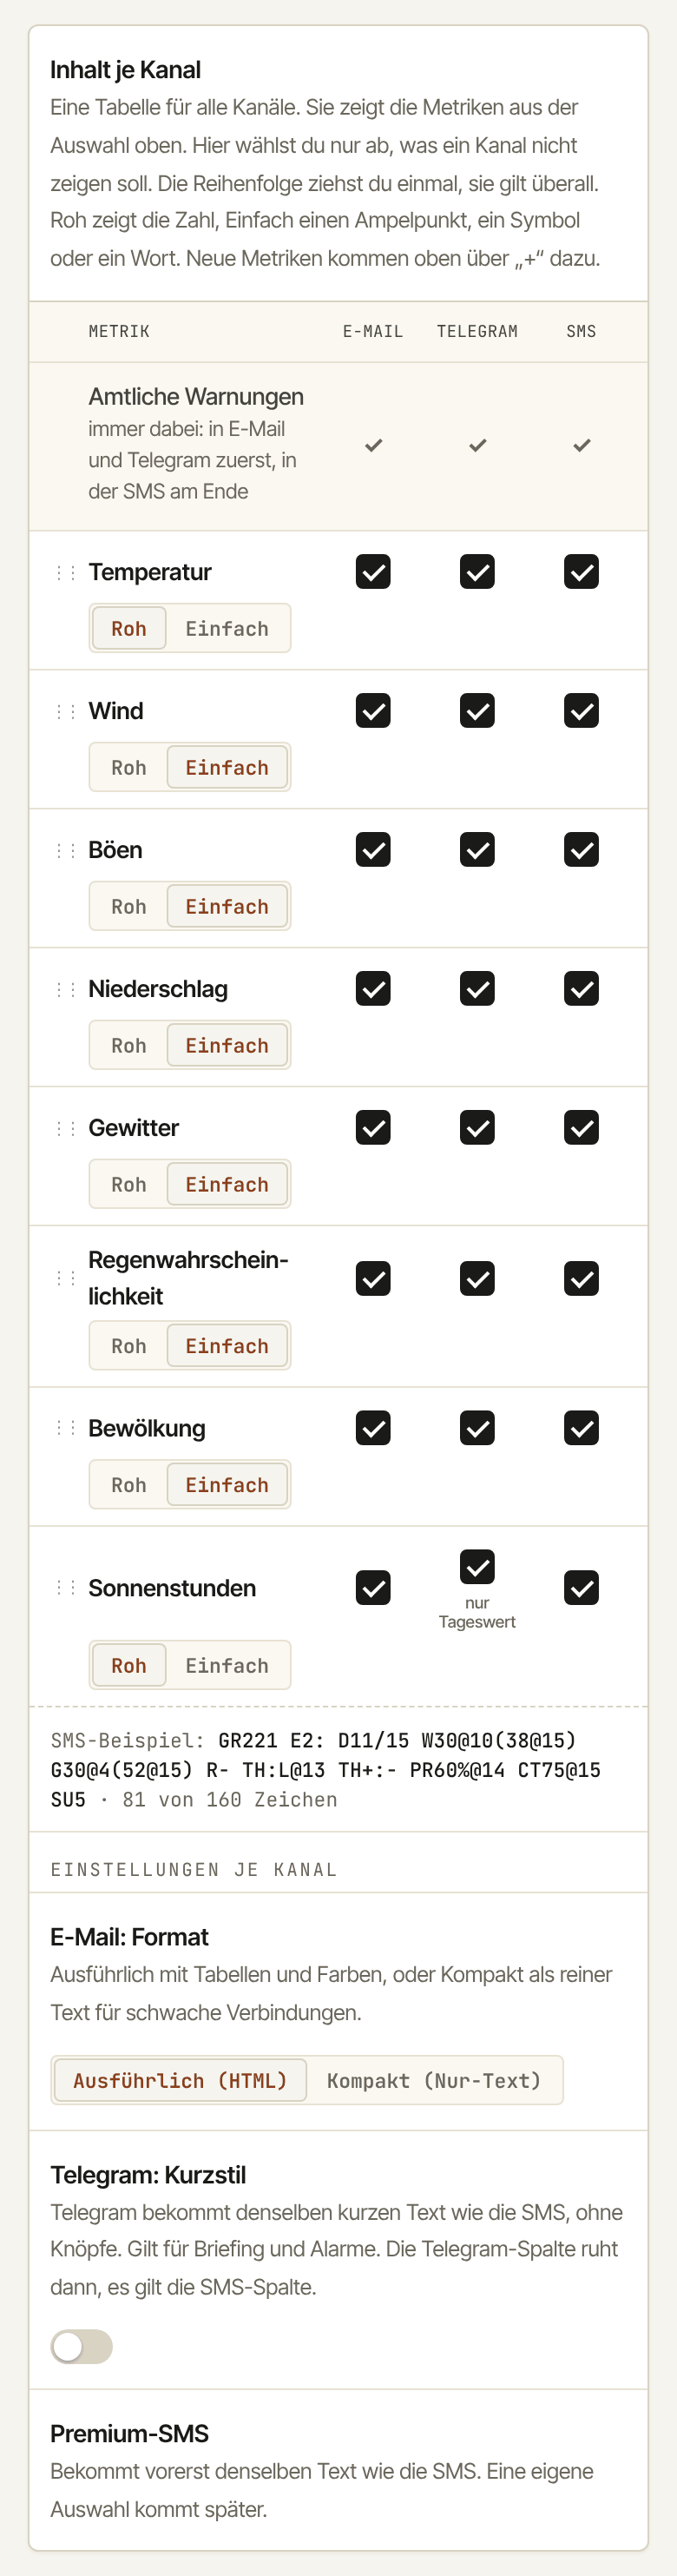 Inhalt je Kanal
Eine Tabelle für alle Kanäle. Sie zeigt die Metriken aus der
Auswahl oben. Hier wählst du nur ab, was ein Kanal nicht
zeigen soll. Die Reihenfolge ziehst du einmal, sie gilt überall.
Roh zeigt die Zahl, Einfach einen Ampelpunkt, ein Symbol
oder ein Wort. Neue Metriken kommen oben über „+“ dazu.
METRIK E-MAIL TELEGRAM SMS
Amtliche Warnungen
immer dabei: in E-Mail
und Telegram zuerst, in
der SMS am Ende
Temperatur
Roh Einfach
Wind
Roh Einfach
Böen
Roh Einfach
Niederschlag
Roh Einfach
Gewitter
Roh Einfach
Regenwahrschein-
lichkeit
Roh Einfach
Bewölkung
Roh Einfach
Sonnenstunden
nur
Tageswert
Roh Einfach
SMS-Beispiel: GR221 E2: D11/15 W30@10(38@15)
G30@4(52@15) R- TH:L@13 TH+:- PR60%@14 CT75@15
SU5 · 81 von 160 Zeichen
EINSTELLUNGEN JE KANAL
E-Mail: Format
Ausführlich mit Tabellen und Farben, oder Kompakt als reiner
Text für schwache Verbindungen.
Ausführlich (HTML) Kompakt (Nur-Text)
Telegram: Kurzstil
Telegram bekommt denselben kurzen Text wie die SMS, ohne
Knöpfe. Gilt für Briefing und Alarme. Die Telegram-Spalte ruht
dann, es gilt die SMS-Spalte.
Premium-SMS
Bekommt vorerst denselben Text wie die SMS. Eine eigene
Auswahl kommt später.